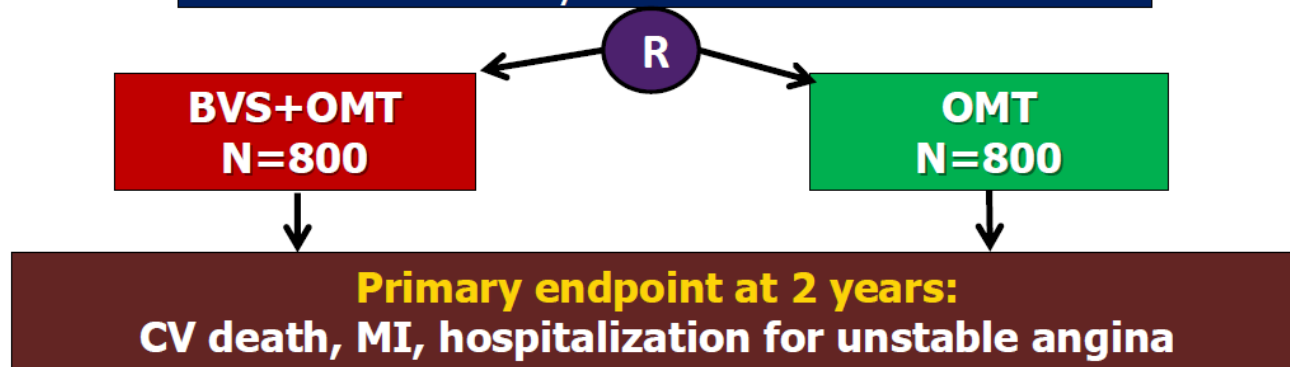 R
BVS+OMT
N=800
OMT
N=800
Primary endpoint at 2 years:
CV death, MI, hospitalization for unstable angina